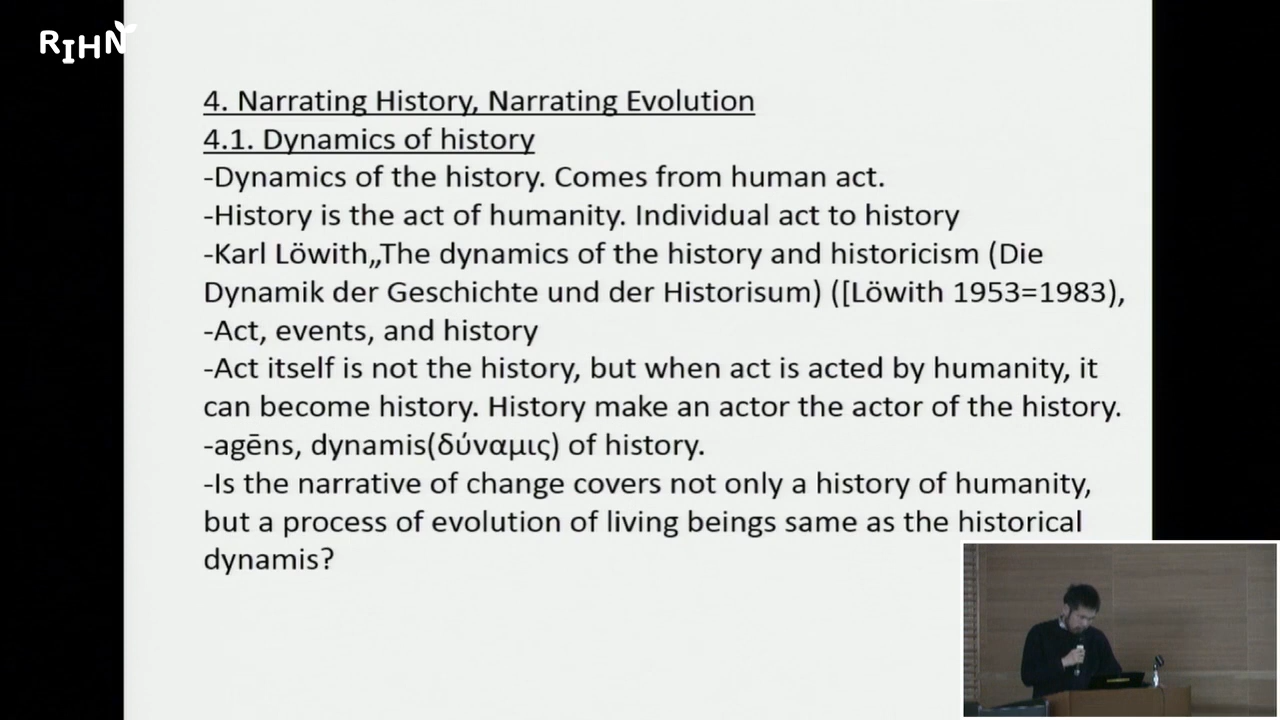 RIHN
4. Narrating History, Narrating Evolution
4.1. Dynamics of history
-Dynamics of the history. Comes from human act.
-History is the act of humanity. Individual act to history
-Karl Löwith„The dynamics of the history and historicism (Die
Dynamik der Geschichte und der Historisum) ([Löwith 1953=1983),
-Act, events, and history
-Act itself is not the history, but when act is acted by humanity, it
can become history. History make an actor the actor of the history.
-agēns, dynamis(δύναμις) of history.
-Is the narrative of change covers not only a history of humanity,
but a process of evolution of living beings same as the historical
dynamis?